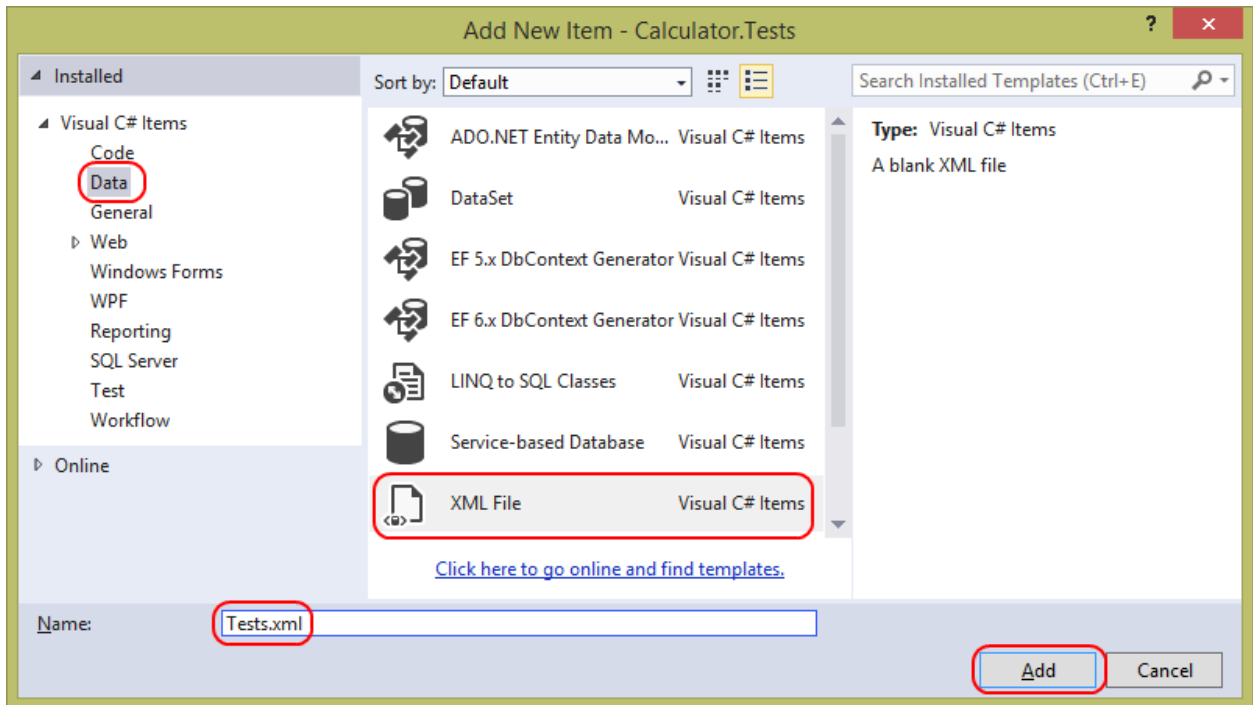 Add New Item - Calculator.Tests
?
Installed
Sort by: Default
Search Installed Templates (Ctrl+E)
Visual C# Items
Code
Data
General
Web
Windows Forms
WPF
Reporting
SQL Server
Test
Workflow
Online
ADO.NET Entity Data Mo... Visual C# Items
DataSet Visual C# Items
EF 5.x DbContext Generator Visual C# Items
EF 6.x DbContext Generator Visual C# Items
LINQ to SQL Classes Visual C# Items
Service-based Database Visual C# Items
XML File Visual C# Items
Click here to go online and find templates.
Type: Visual C# Items
A blank XML file
Name: Tests.xml
Add Cancel